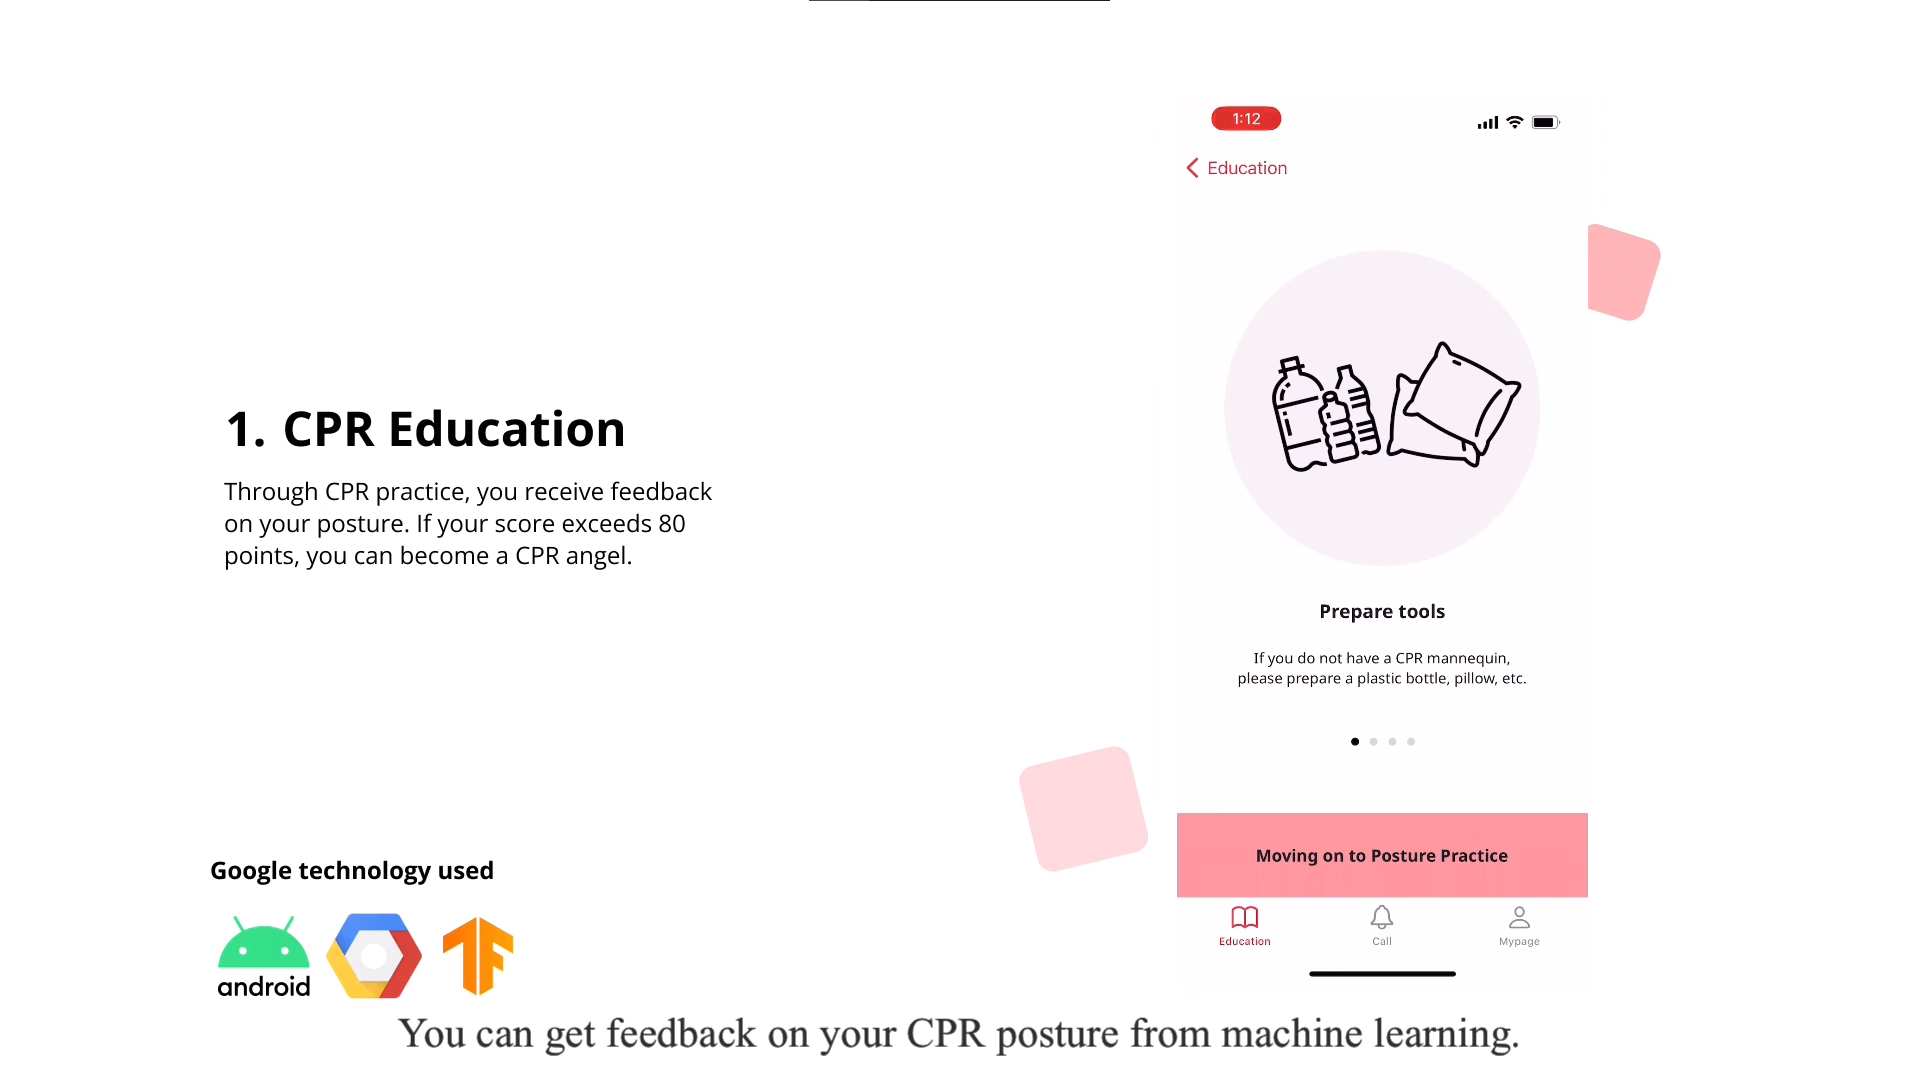 1:12
Education
1. CPR Education
Through CPR practice, you receive feedback
on your posture. If your score exceeds 80
points, you can become a CPR angel.
Prepare tools
If you do not have a CPR mannequin,
please prepare a plastic bottle, pillow, etc.
Moving on to Posture Practice
Education
Call
Mypage
Google technology used
android
You can get feedback on your CPR posture from machine learning.